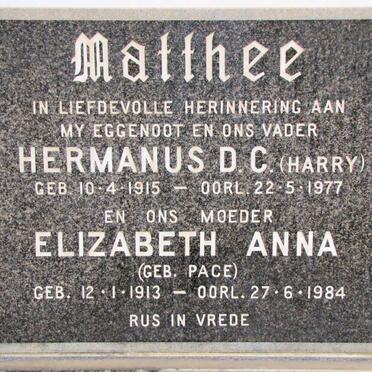 Matthee
IN LIEFDEVOLLE HERINNERING AAN
MY EGGENOOT EN ONS VADER
HERMANUS D.C. (HARRY)
GEB. 10·4·1915 — OORL. 22·5·1977
EN ONS MOEDER
ELIZABETH ANNA
(GEB. PACE)
GEB. 12·1·1913 — OORL. 27·6·1984
RUS IN VREDE